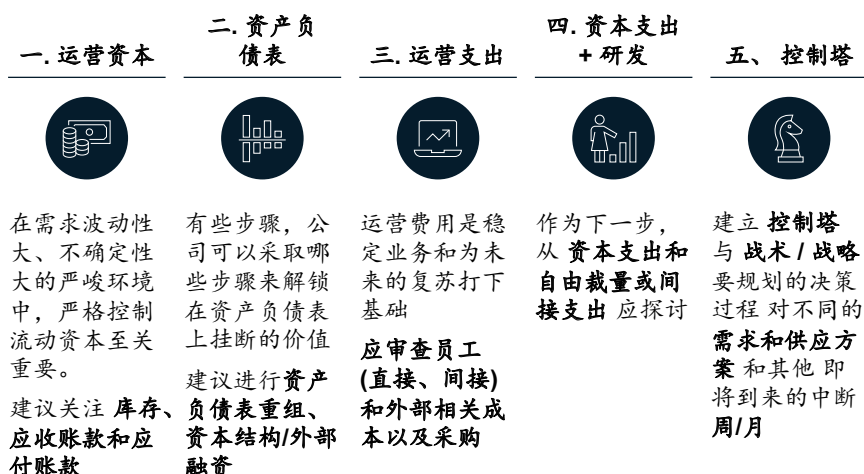 一. 运营资本
在需求波动性
大、不确定性
大的严峻环境
中，严格控制
流动资本至关
重要。
建议关注 库存、
应收账款和应
付账款
二. 资产负
债表
有些步骤，公
司可以采取哪
些步骤来解锁
在资产负债表
上挂断的价值
建议进行资产
负债表重组、
资本结构/外部
融资
三. 运营支出
运营费用是稳
定业务和为未
来的复苏打下
基础
应审查员工
(直接、间接)
和外部相关成
本以及采购
四. 资本支出
+ 研发
作为下一步，
从 资本支出和
自由裁量或间
接支出 应探讨
五、 控制塔
建立 控制塔
与 战术 / 战略
要规划的决策
过程 对不同的
需求和供应方
案 和其他 即
将到来的中断
周/月